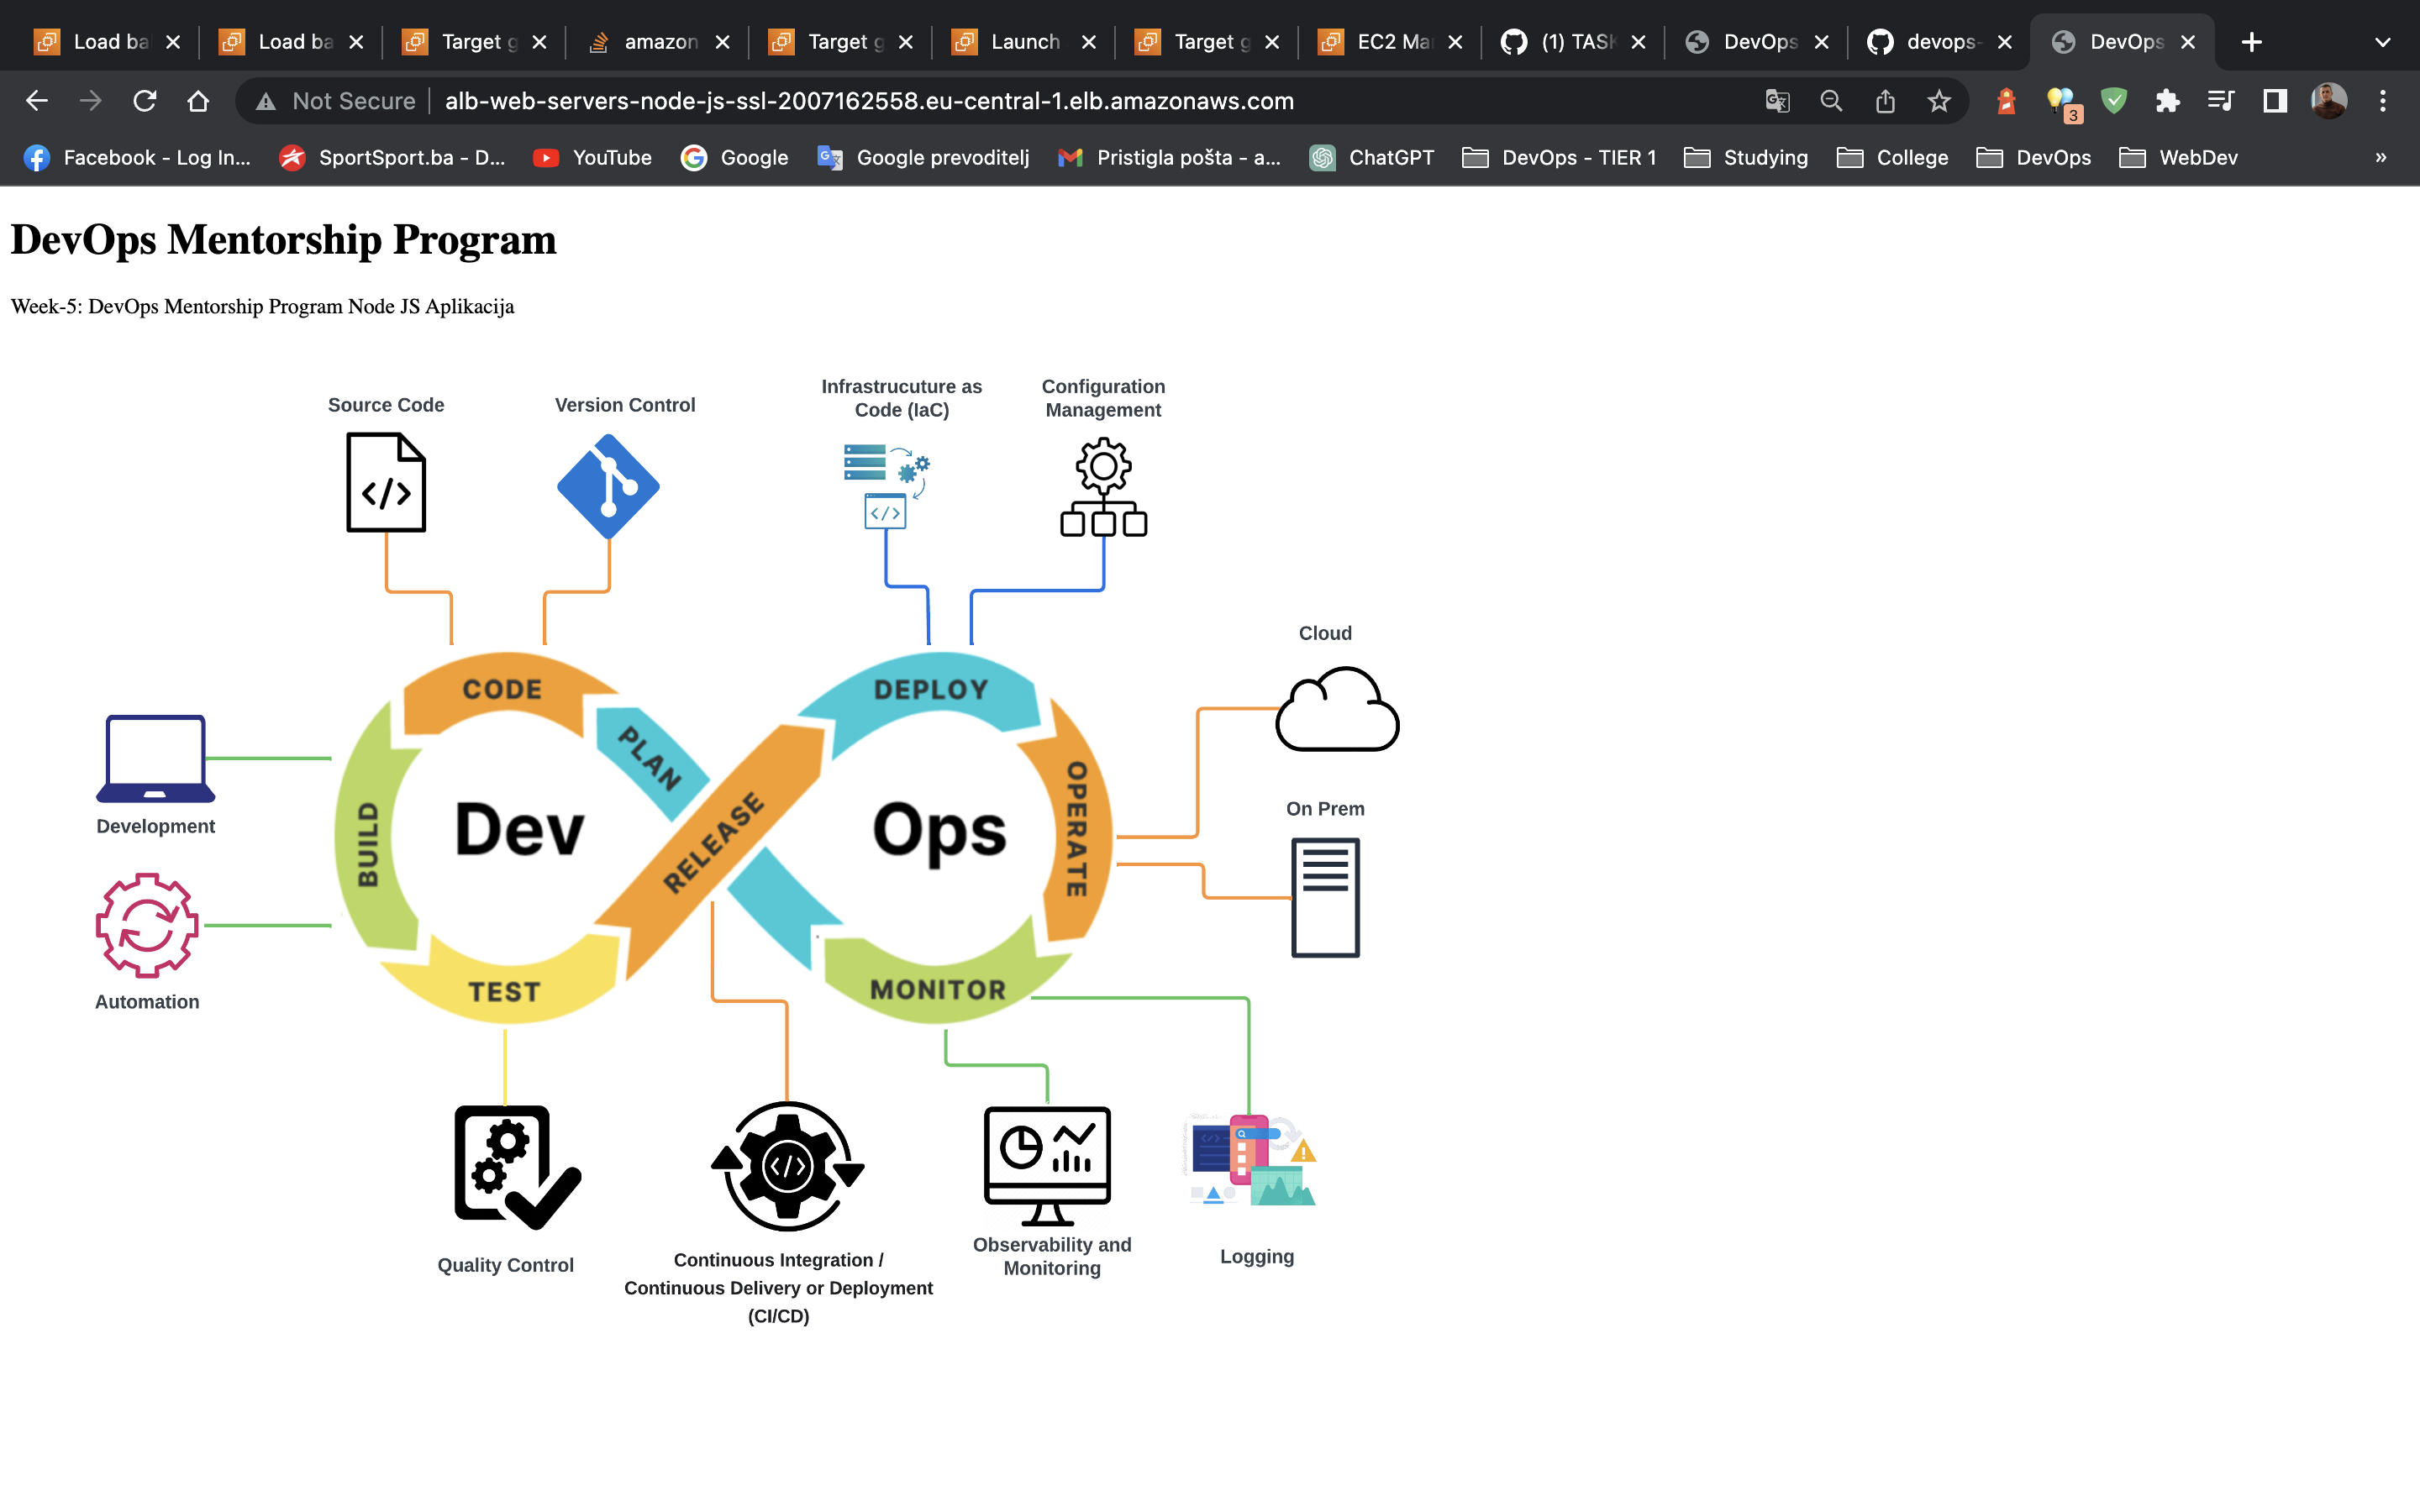 Load ba
Load ba
Target g
amazon
Target g
Launch
Target g
EC2 Ma
(1) TASK
DevOps
devops-
DevOps
Not Secure
alb-web-servers-node-js-ssl-2007162558.eu-central-1.elb.amazonaws.com
3
Facebook - Log In...
SportSport.ba - D...
YouTube
Google
Google prevoditelj
Pristigla pošta - a...
ChatGPT
DevOps - TIER 1
Studying
College
DevOps
WebDev
»
DevOps Mentorship Program
Week-5: DevOps Mentorship Program Node JS Aplikacija
Source Code
Version Control
Infrastrucuture as
Code (IaC)
Configuration
Management
</>
</>
Cloud
CODE
PLAN
DEPLOY
OPERATE
Development
BUILD
Dev
RELEASE
Ops
On Prem
Automation
TEST
MONITOR
</>
Quality Control
Continuous Integration /
Continuous Delivery or Deployment
(CI/CD)
Observability and
Monitoring
Logging